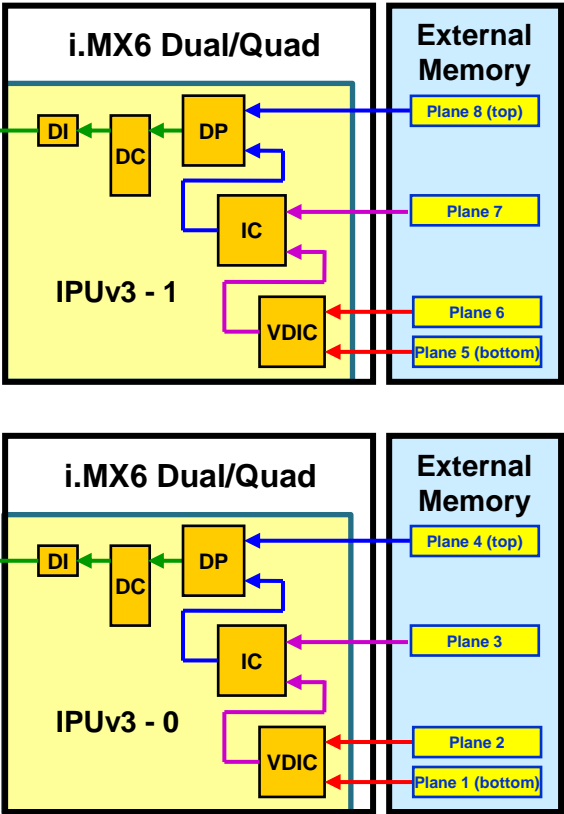 i.MX6 Dual/Quad
External
Memory
DI
DC
DP
Plane 8 (top)
IC
Plane 7
IPUv3 - 1
VDIC
Plane 6
Plane 5 (bottom)
i.MX6 Dual/Quad
External
Memory
DI
DC
DP
Plane 4 (top)
IC
Plane 3
IPUv3 - 0
VDIC
Plane 2
Plane 1 (bottom)